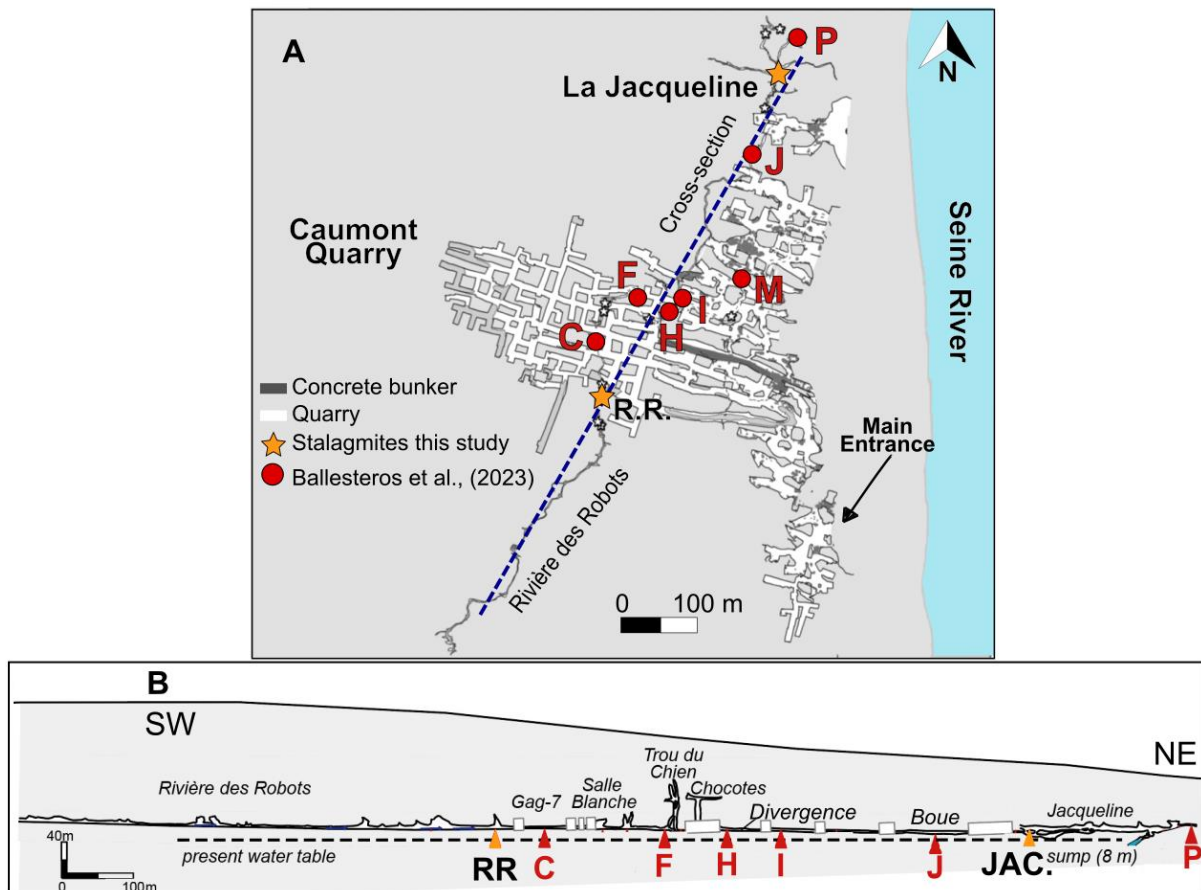 A
P
N
La Jacqueline
J
Cross-section
Caumont
Quarry
Seine River
F
I
M
H
C
Concrete bunker
Quarry
R.R.
Stalagmites this study
Main
Entrance
Ballesteros et al., (2023)
Rivière des Robots
0 100 m
B
SW
NE
Trou du
Chien
Rivière des Robots
Salle
Blanche
Chocotes
Gag-7
Divergence
Boue
Jacqueline
40m
present water table
RR
C
F
H
I
J
JAC.
sump (8 m)
P
100m